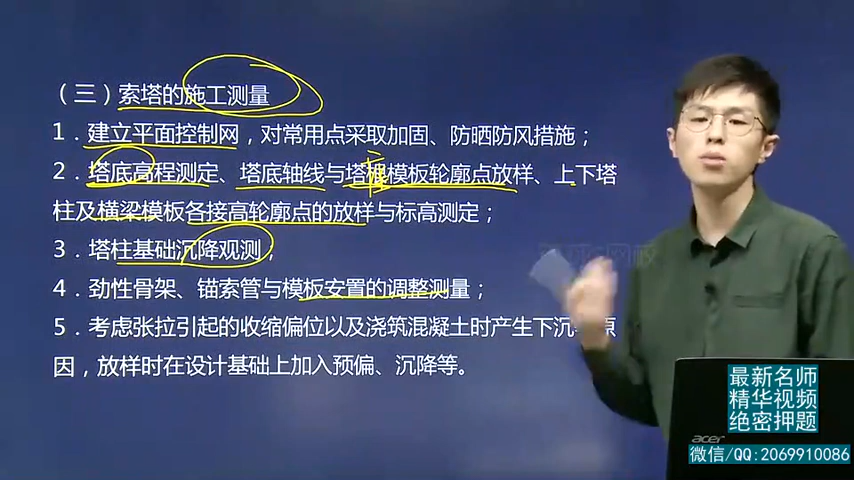 （三）索塔的施工测量
1．建立平面控制网，对常用点采取加固、防晒防风措施；
2．塔底高程测定、塔底轴线与塔根模板轮廓点放样、上下塔
柱及横梁模板各接高轮廓点的放样与标高测定；
3．塔柱基础沉降观测；
4．劲性骨架、锚索管与模板安置的调整测量；
5．考虑张拉引起的收缩偏位以及浇筑混凝土时产生下沉等原
因，放样时在设计基础上加入预偏、沉降等。
最新名师
精华视频
绝密押题
acer
微信/QQ:2069910086